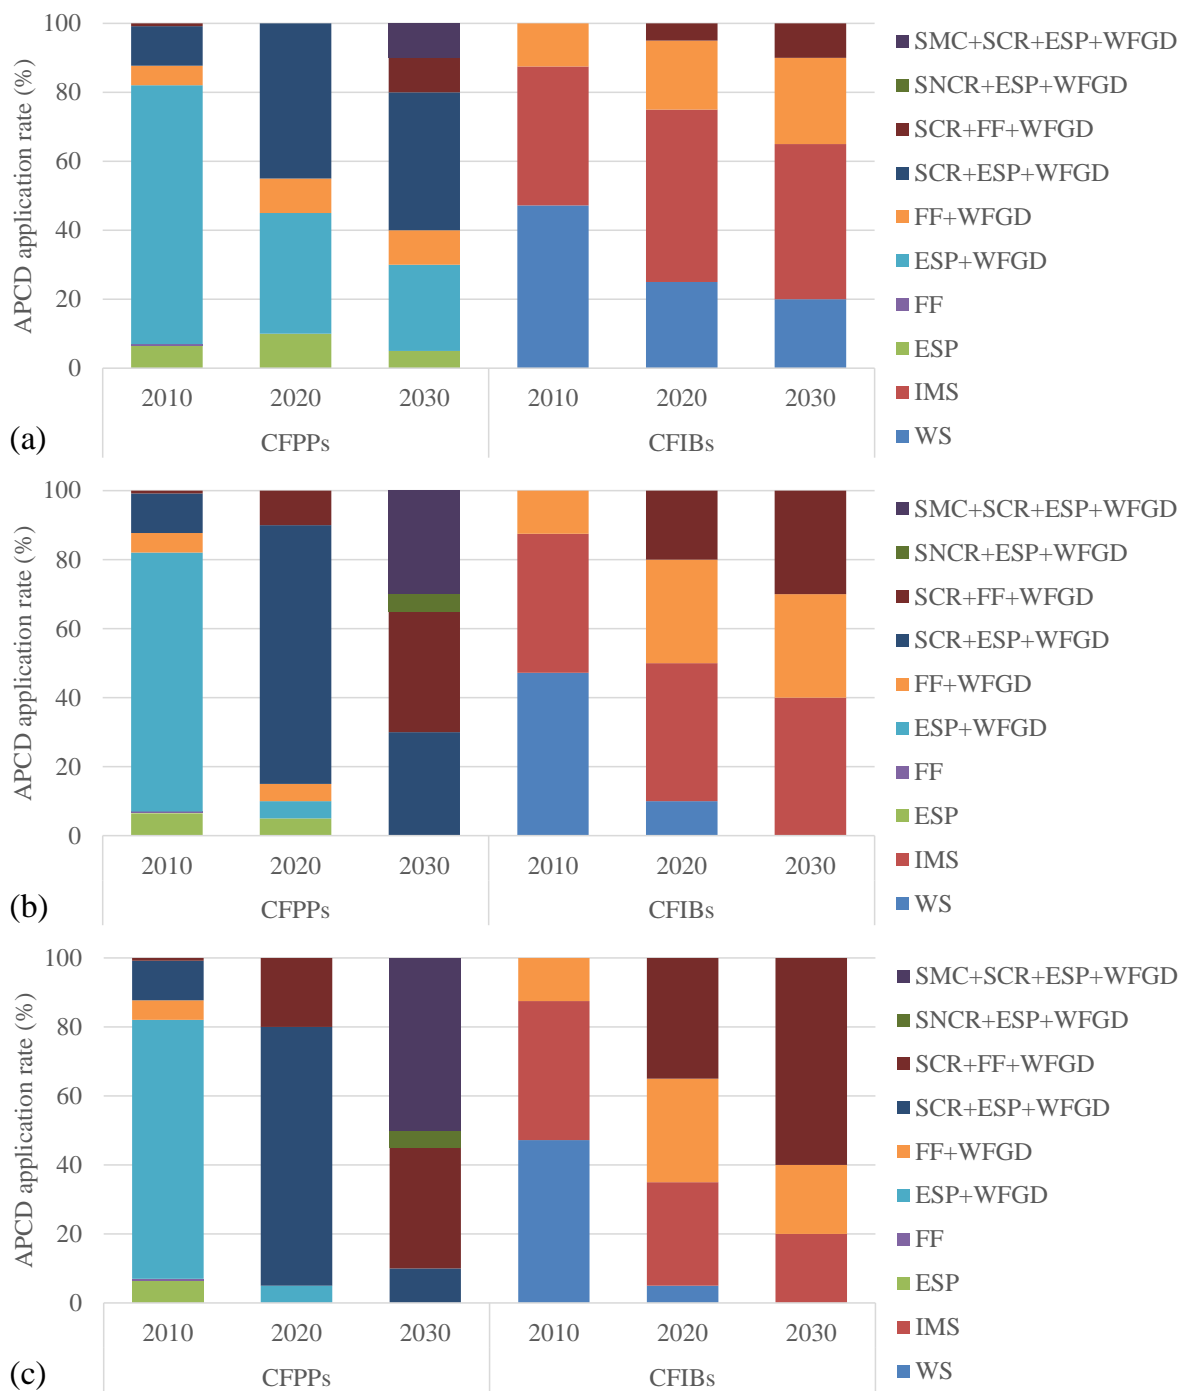 APCD application rate (%)
100
80
60
40
20
0
2010 2020 2030 2010 2020 2030
CFPPs CFIBs
(a)
SMC+SCR+ESP+WFGD
SNCR+ESP+WFGD
SCR+FF+WFGD
SCR+ESP+WFGD
FF+WFGD
ESP+WFGD
FF
ESP
IMS
WS
APCD application rate (%)
100
80
60
40
20
0
2010 2020 2030 2010 2020 2030
CFPPs CFIBs
(b)
SMC+SCR+ESP+WFGD
SNCR+ESP+WFGD
SCR+FF+WFGD
SCR+ESP+WFGD
FF+WFGD
ESP+WFGD
FF
ESP
IMS
WS
APCD application rate (%)
100
80
60
40
20
0
2010 2020 2030 2010 2020 2030
CFPPs CFIBs
(c)
SMC+SCR+ESP+WFGD
SNCR+ESP+WFGD
SCR+FF+WFGD
SCR+ESP+WFGD
FF+WFGD
ESP+WFGD
FF
ESP
IMS
WS